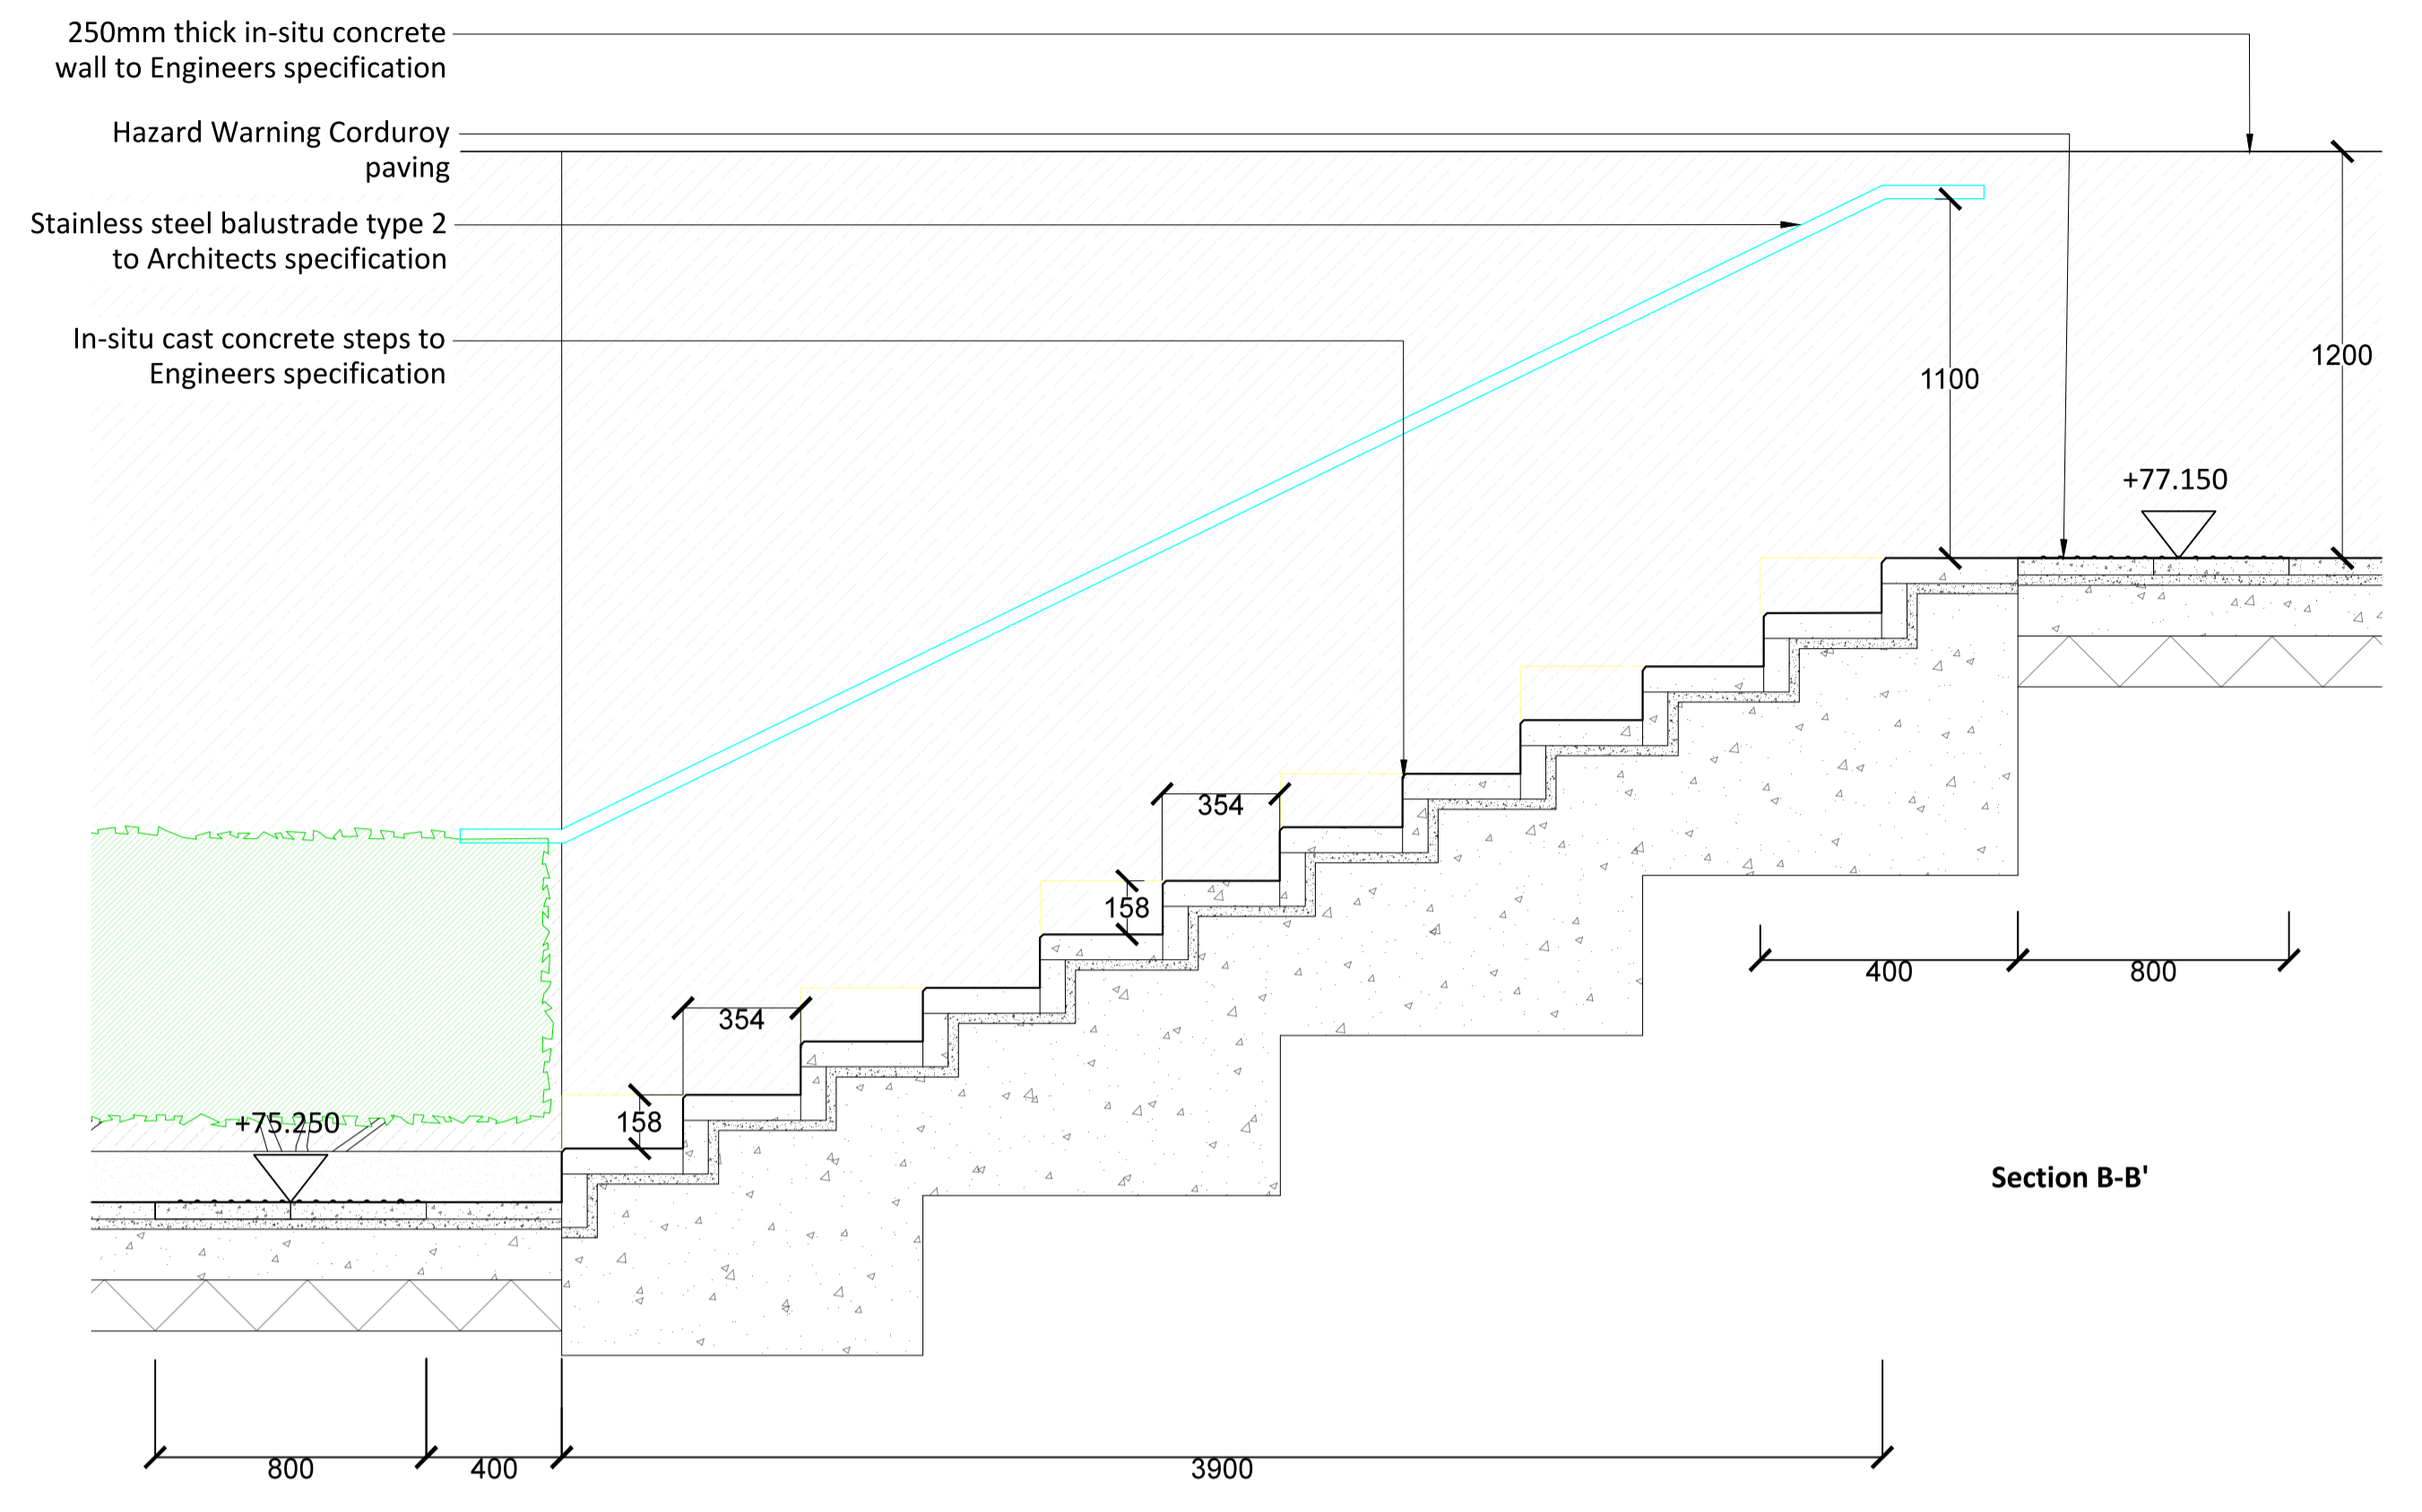 250mm thick in-situ concrete
wall to Engineers specification
Hazard Warning Corduroy
paving
Stainless steel balustrade type 2
to Architects specification
In-situ cast concrete steps to
Engineers specification
1200
1100
+77.150
354
158
400
800
354
158
+75.250
Section B-B'
800
400
3900